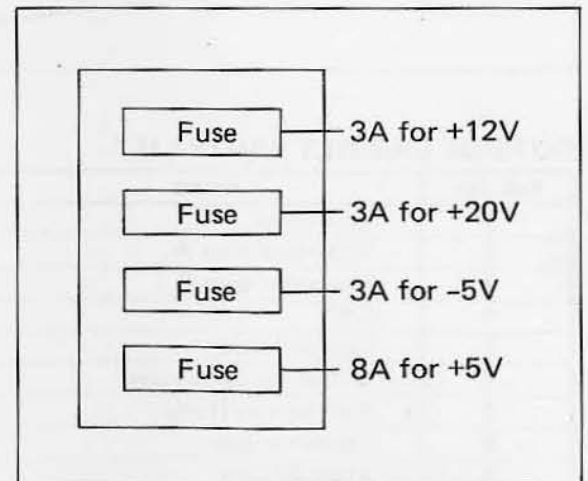 Fuse 3A for +12V
Fuse 3A for +20V
Fuse 3A for -5V
Fuse 8A for +5V